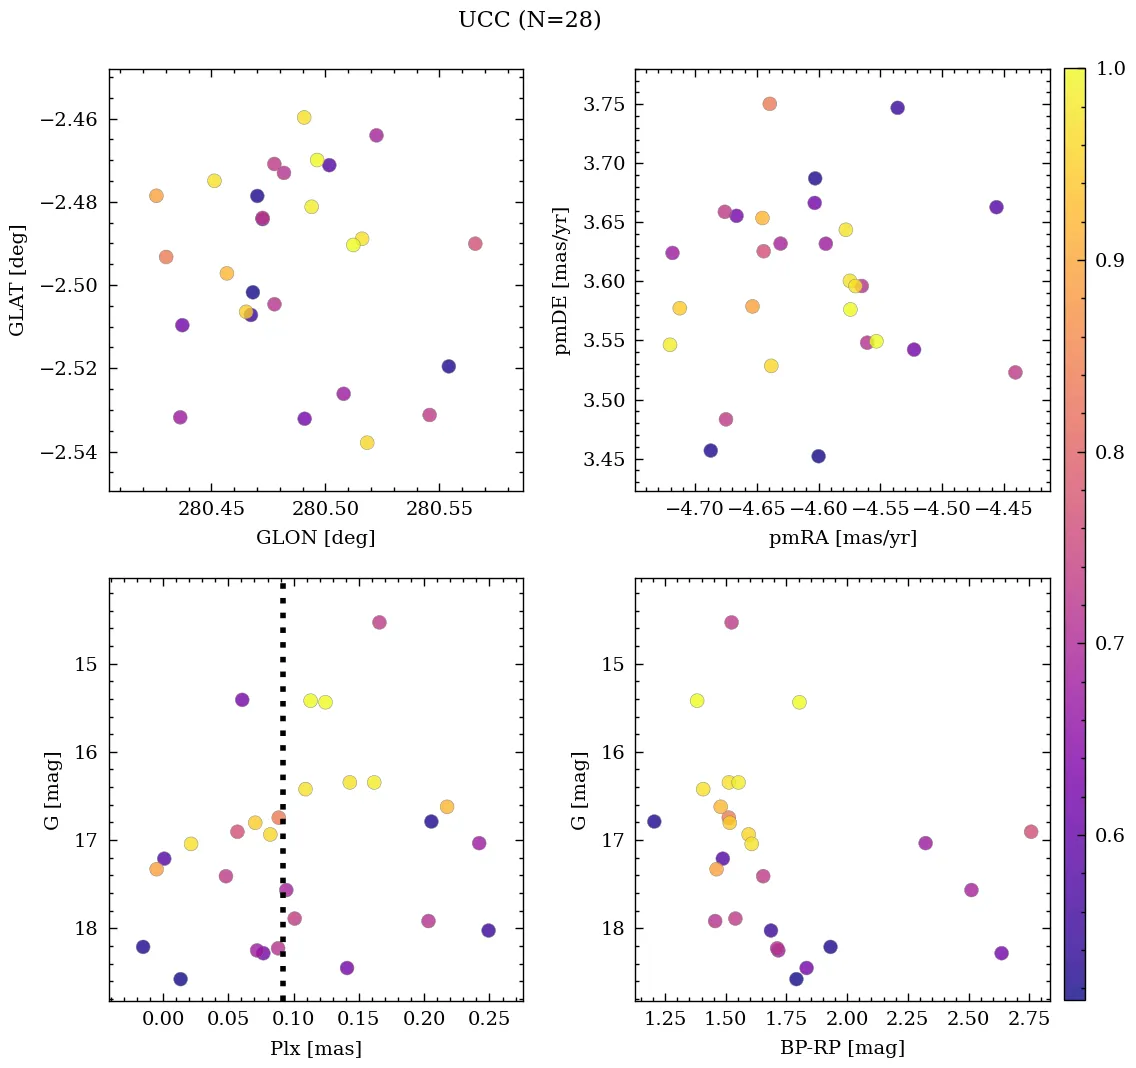 UCC (N=28)
−2.46
−2.48
−2.50
−2.52
−2.54
GLAT [deg]
280.45 280.50 280.55
GLON [deg]
3.75
3.70
3.65
3.60
3.55
3.50
3.45
pmDE [mas/yr]
−4.70 −4.65 −4.60 −4.55 −4.50 −4.45
pmRA [mas/yr]
1.0
0.9
0.8
0.7
0.6
15
16
17
18
G [mag]
0.00 0.05 0.10 0.15 0.20 0.25
Plx [mas]
15
16
17
18
G [mag]
1.25 1.50 1.75 2.00 2.25 2.50 2.75
BP-RP [mag]